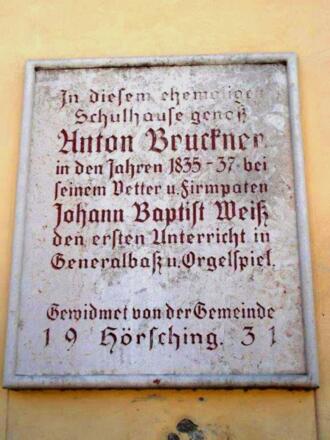 In diesem ehemaligen
Schulhause genoß
Anton Bruckner
in den Jahren 1835-37 bei
seinem Vetter u. Firmpaten
Johann Baptist Weiß
den ersten Unterricht in
Generalbaß u. Orgelspiel.
Gewidmet von der Gemeinde
19 Hörsching. 31